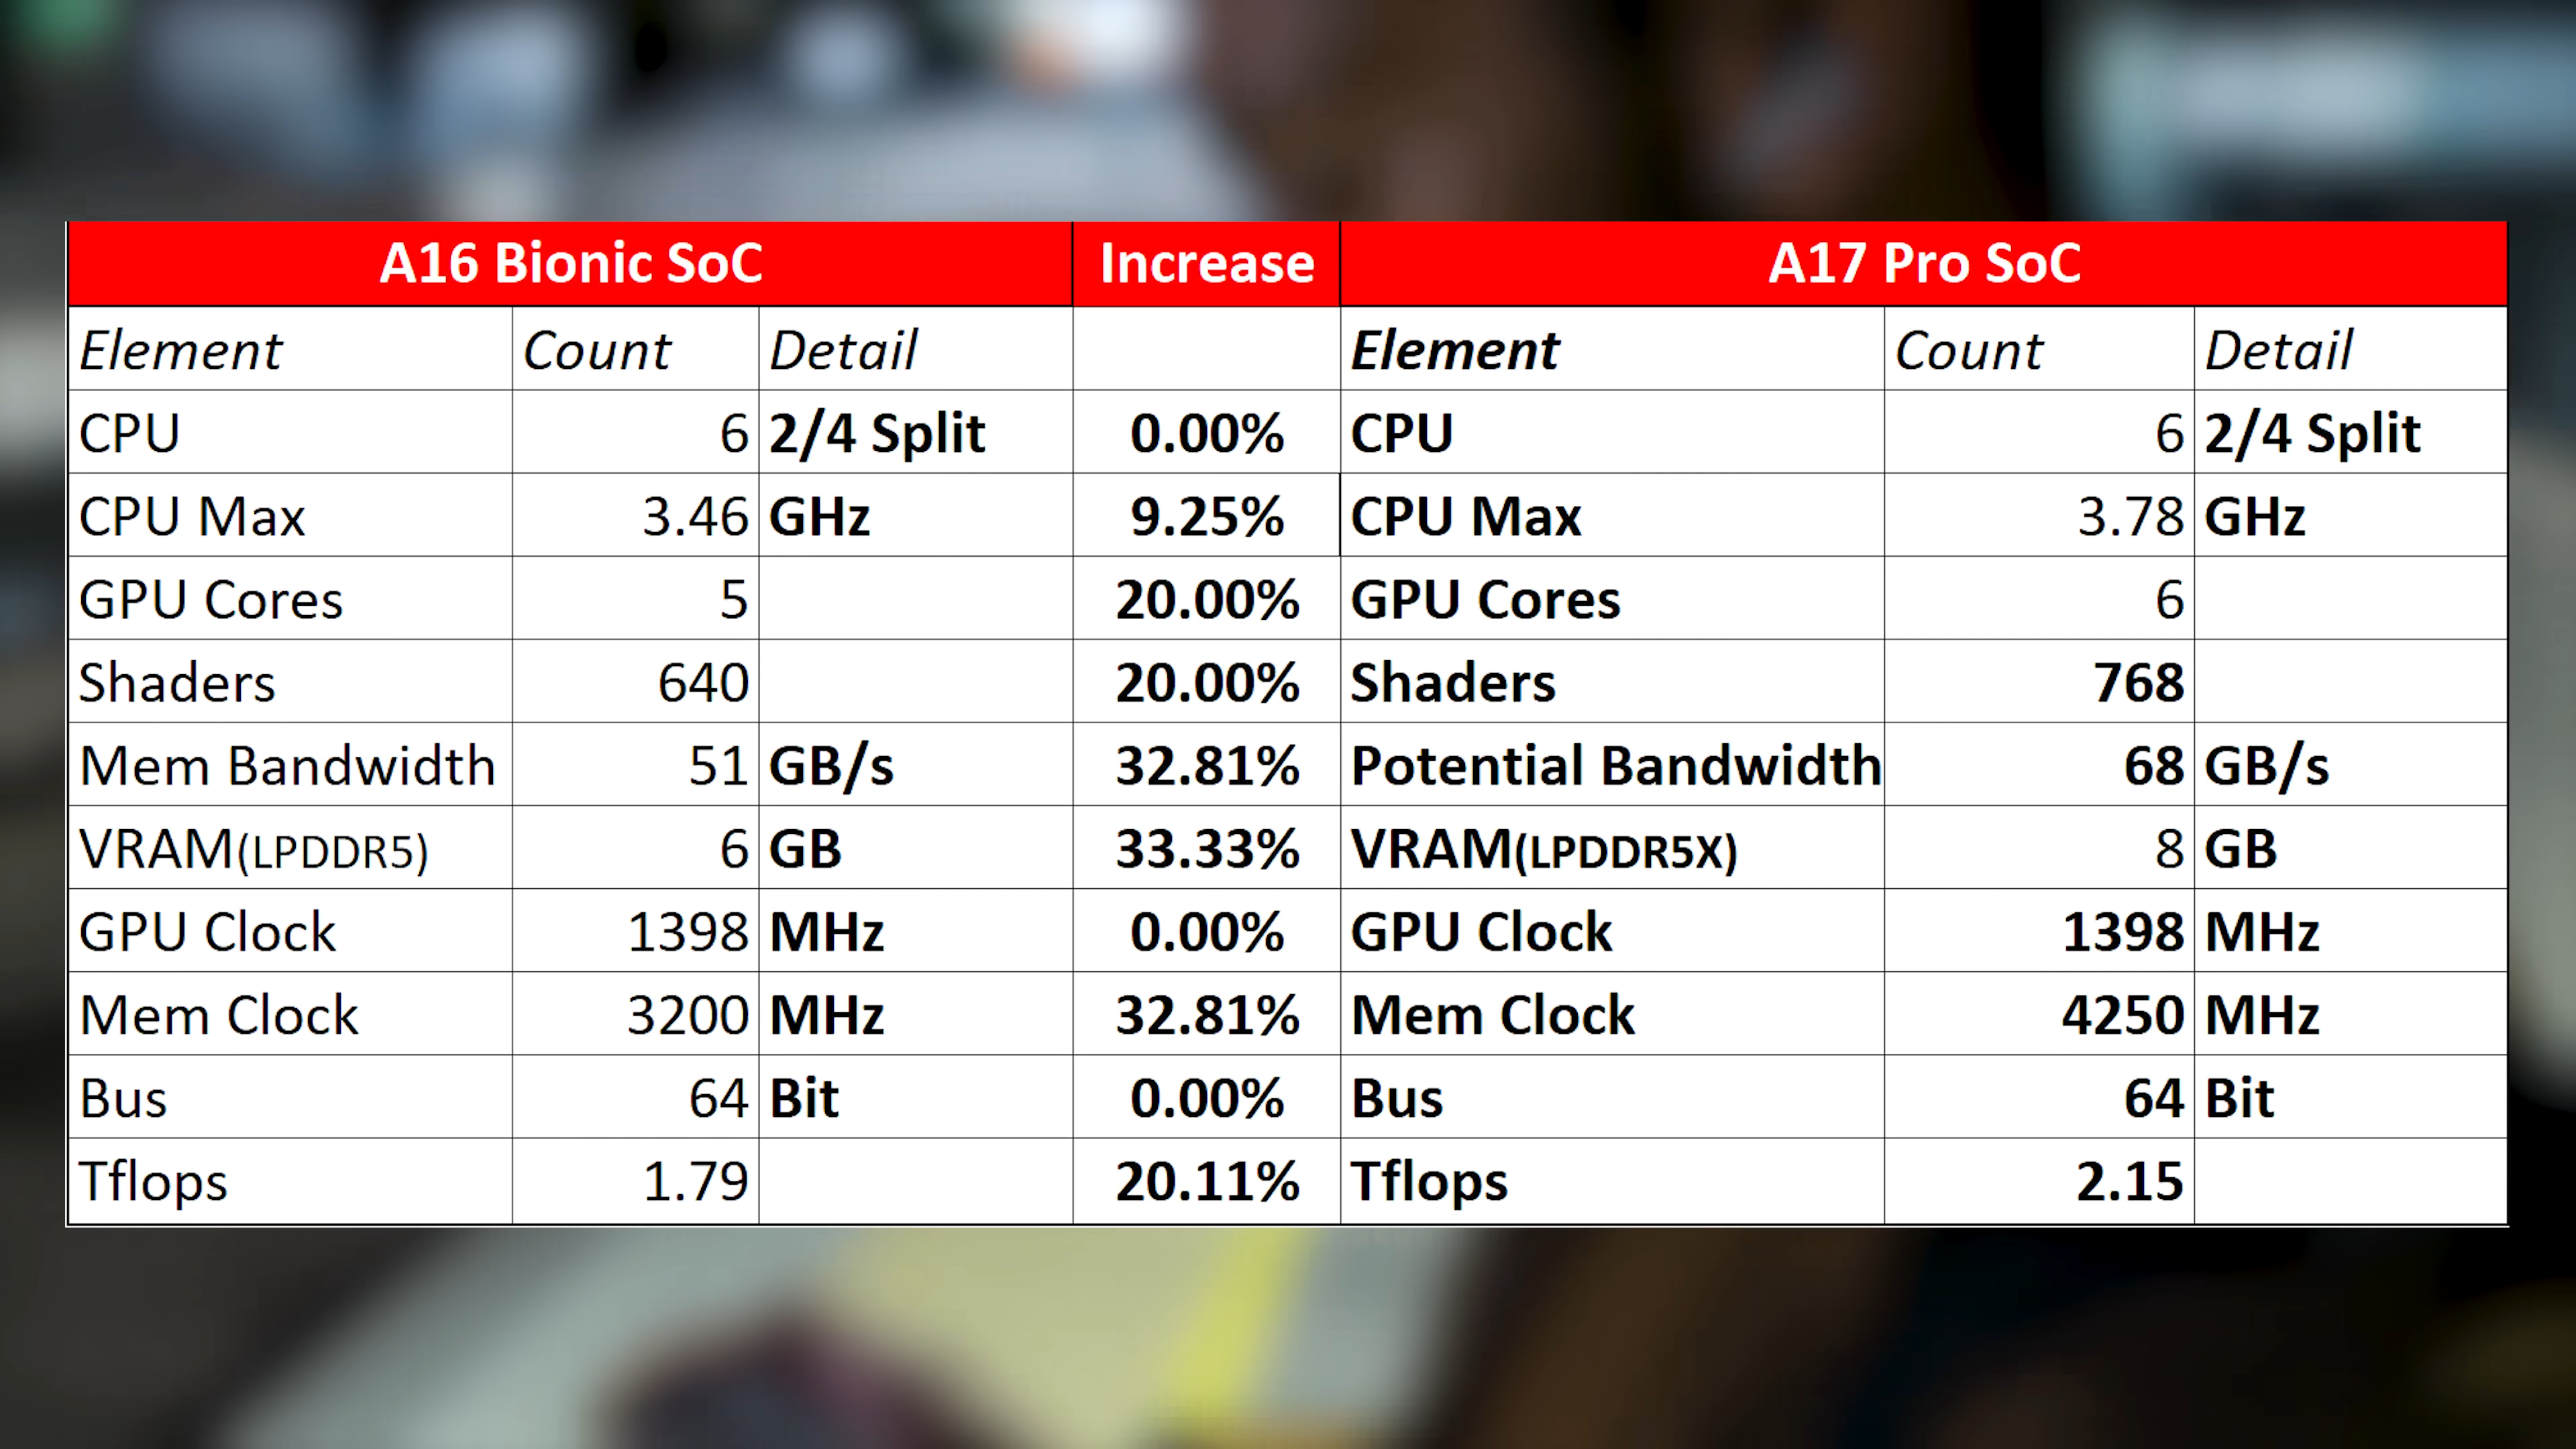 A16 Bionic SoC Increase A17 Pro SoC
Element Count Detail Element Count Detail
CPU 6 2/4 Split 0.00% CPU 6 2/4 Split
CPU Max 3.46 GHz 9.25% CPU Max 3.78 GHz
GPU Cores 5 20.00% GPU Cores 6
Shaders 640 20.00% Shaders 768
Mem Bandwidth 51 GB/s 32.81% Potential Bandwidth 68 GB/s
VRAM(LPDDR5) 6 GB 33.33% VRAM(LPDDR5X) 8 GB
GPU Clock 1398 MHz 0.00% GPU Clock 1398 MHz
Mem Clock 3200 MHz 32.81% Mem Clock 4250 MHz
Bus 64 Bit 0.00% Bus 64 Bit
Tflops 1.79 20.11% Tflops 2.15